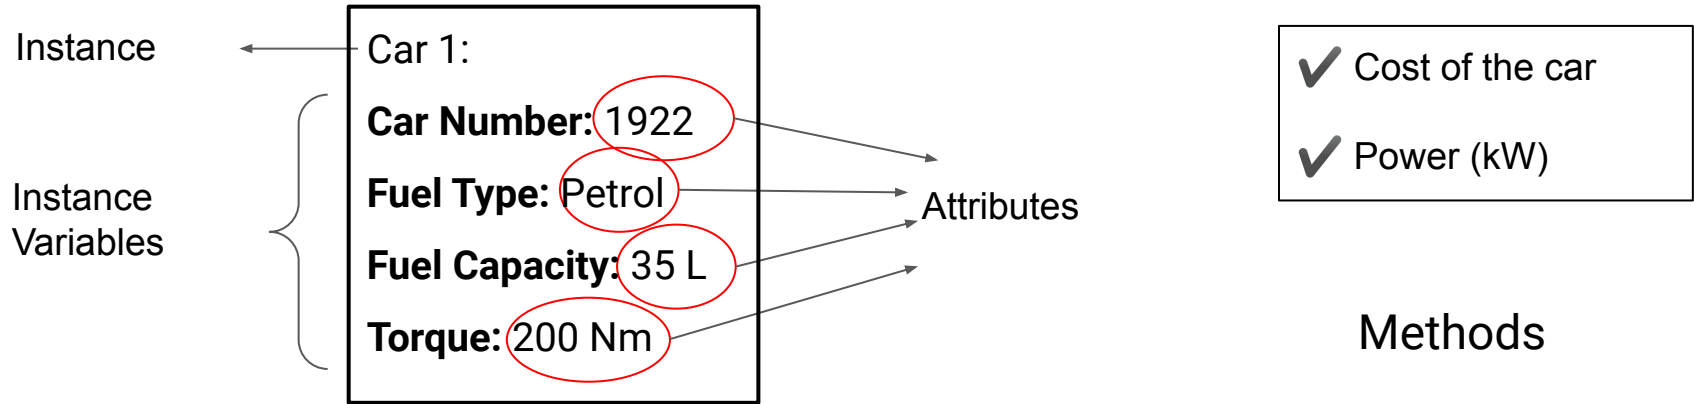 Instance
Car 1:
Car Number: 1922
Fuel Type: Petrol
Fuel Capacity: 35 L
Torque: 200 Nm
Instance
Variables
Attributes
✔ Cost of the car
✔ Power (kW)
Methods